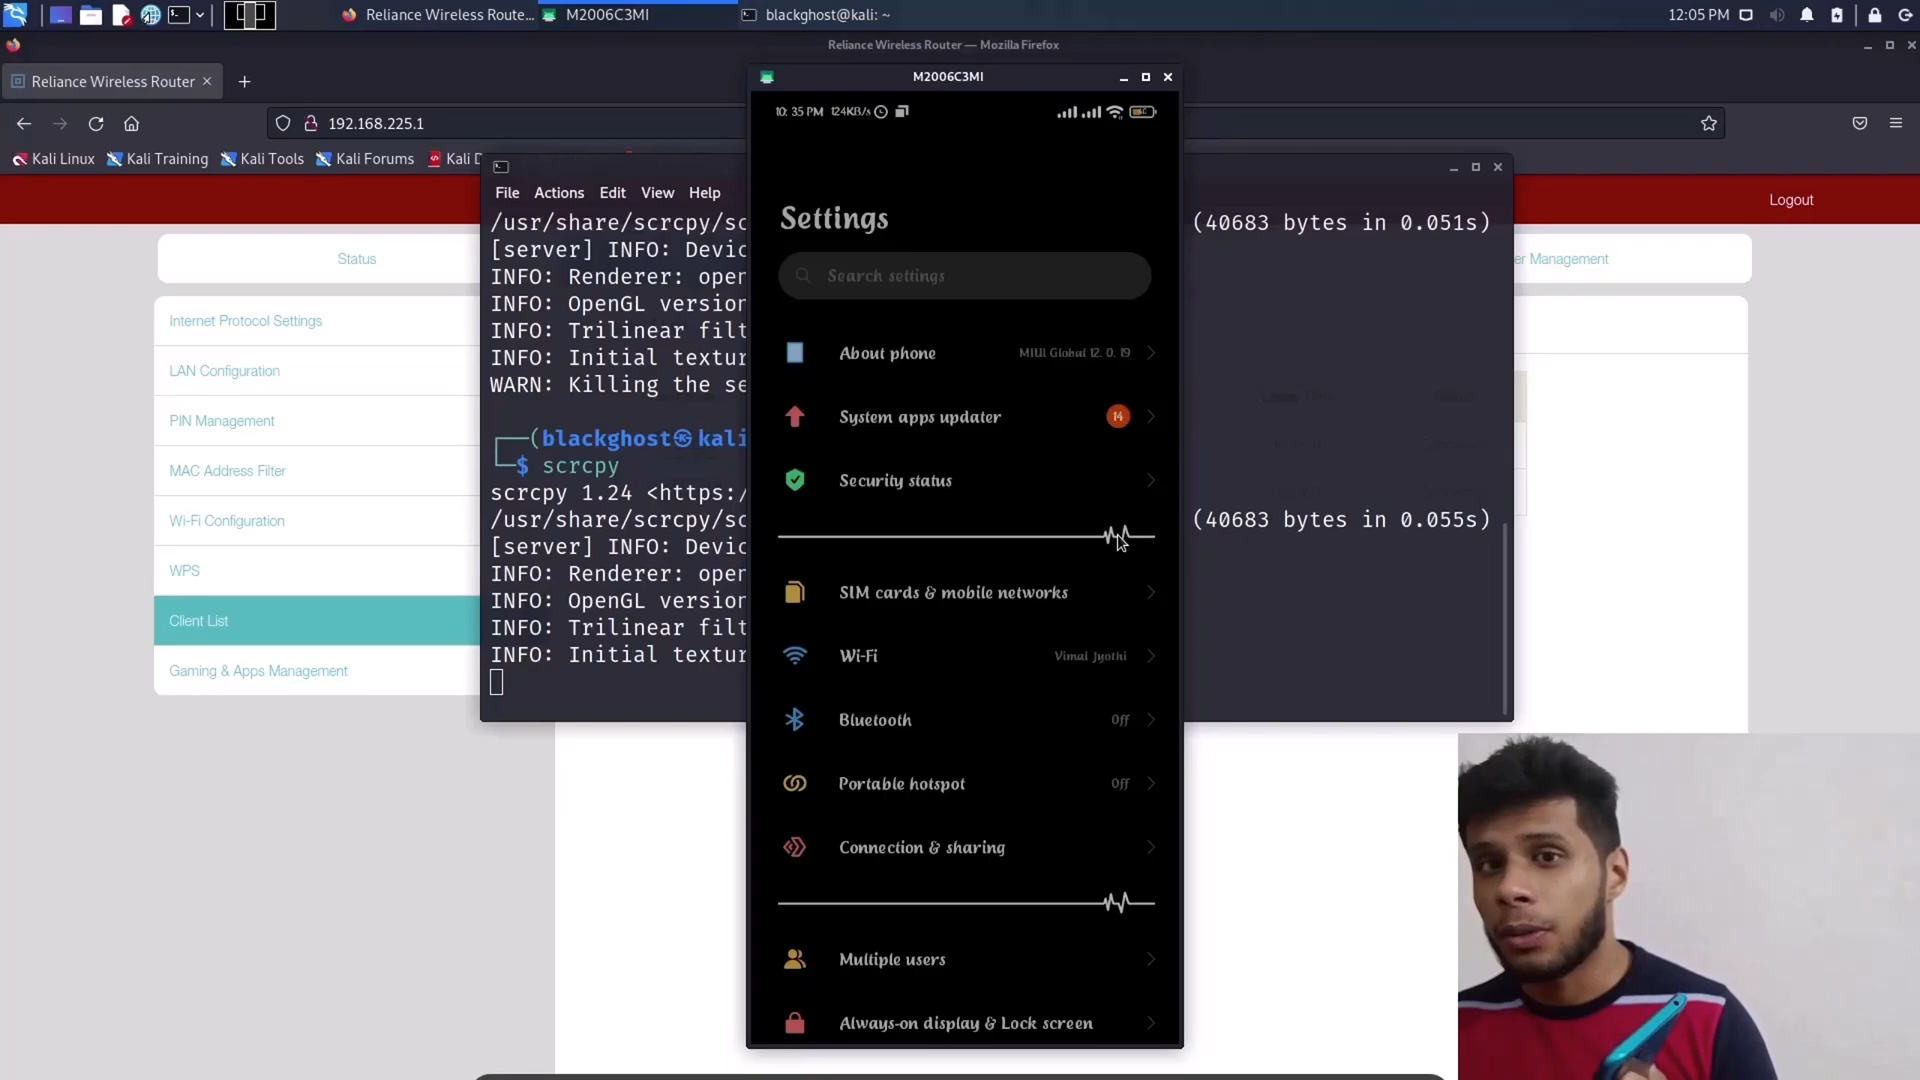 Reliance Wireless Route...
M2006C3MI
blackghost@kali: ~
12:05 PM
Reliance Wireless Router — Mozilla Firefox
Reliance Wireless Router
192.168.225.1
Kali Linux
Kali Training
Kali Tools
Kali Forums
Kali D
Logout
Status
er Management
Internet Protocol Settings
LAN Configuration
PIN Management
MAC Address Filter
Wi-Fi Configuration
WPS
Client List
Gaming & Apps Management
File Actions Edit View Help
/usr/share/scrcpy/sc
(40683 bytes in 0.051s)
[server] INFO: Devic
INFO: Renderer: open
INFO: OpenGL version
INFO: Trilinear filt
INFO: Initial textur
WARN: Killing the se
(blackghost㉿kali
$ scrcpy
scrcpy 1.24 <https:/
/usr/share/scrcpy/sc
(40683 bytes in 0.055s)
[server] INFO: Devic
INFO: Renderer: open
INFO: OpenGL version
INFO: Trilinear filt
INFO: Initial textur
M2006C3MI
10: 35 PM 124KB/s
Settings
Search settings
About phone
MIUI Global 12. 0. 19
System apps updater
14
Security status
SIM cards & mobile networks
Wi-Fi
Vimal Jyothi
Bluetooth
Off
Portable hotspot
Off
Connection & sharing
Multiple users
Always-on display & Lock screen